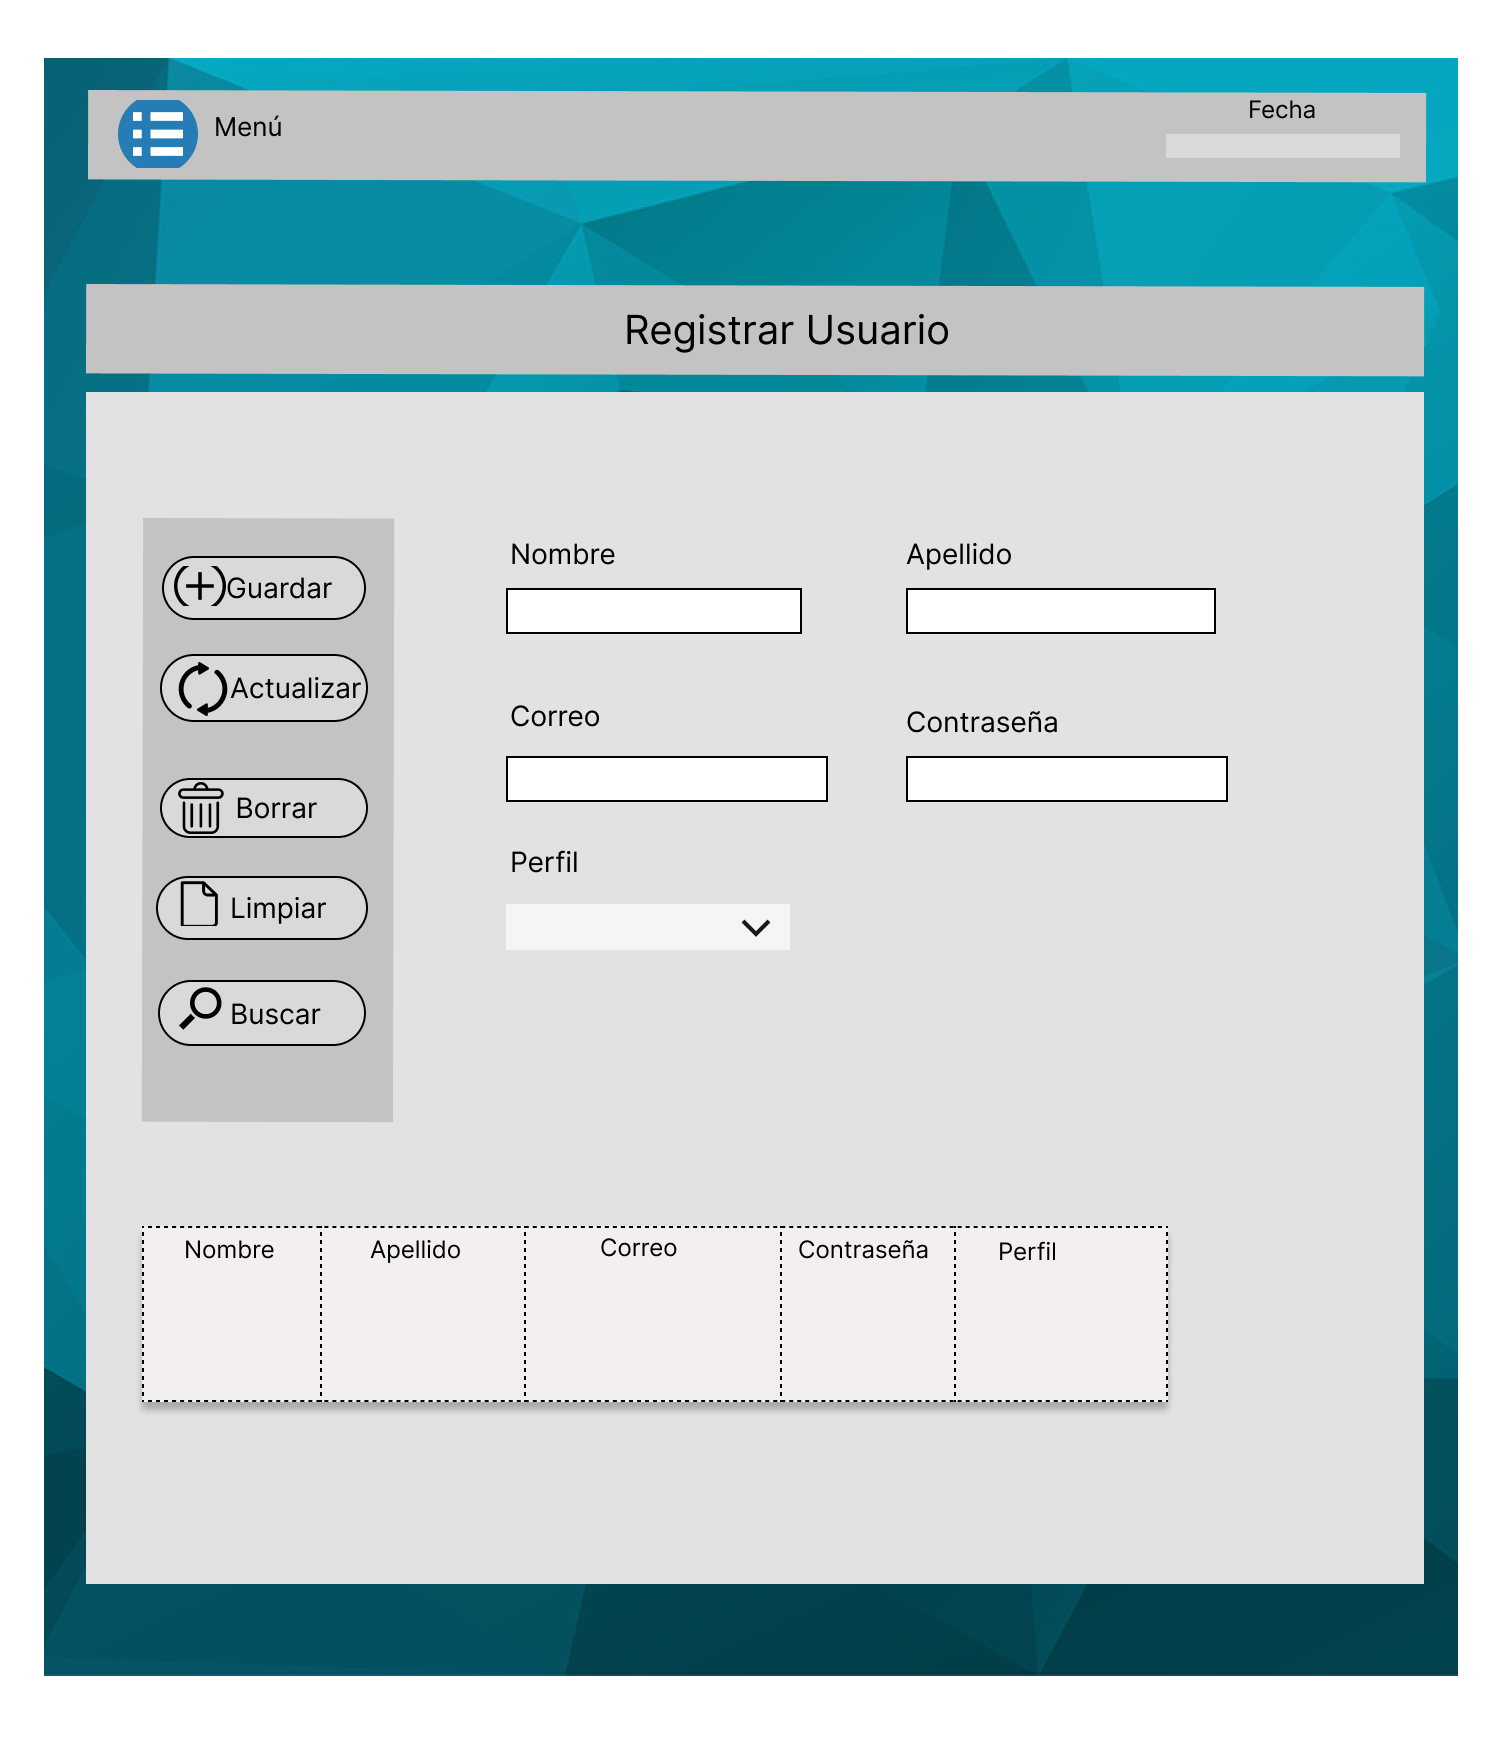 Menú
Fecha
Registrar Usuario
Guardar
Actualizar
Borrar
Limpiar
Buscar
Nombre
Apellido
Correo
Contraseña
Perfil
Nombre Apellido Correo Contraseña Perfil